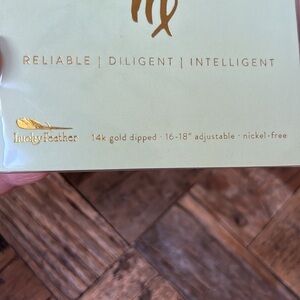 RELIABLE | DILIGENT | INTELLIGENT
LuckyFeather 14k gold dipped · 16-18" adjustable · nickel-free